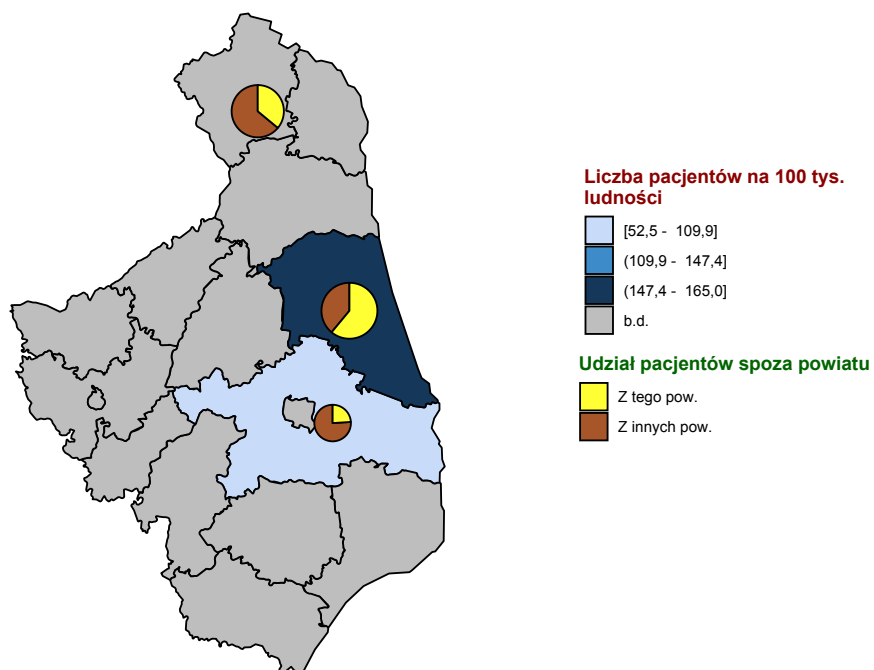 Liczba pacjentów na 100 tys.
ludności
[52,5 - 109,9]
(109,9 - 147,4]
(147,4 - 165,0]
b.d.
Udział pacjentów spoza powiatu
Z tego pow.
Z innych pow.